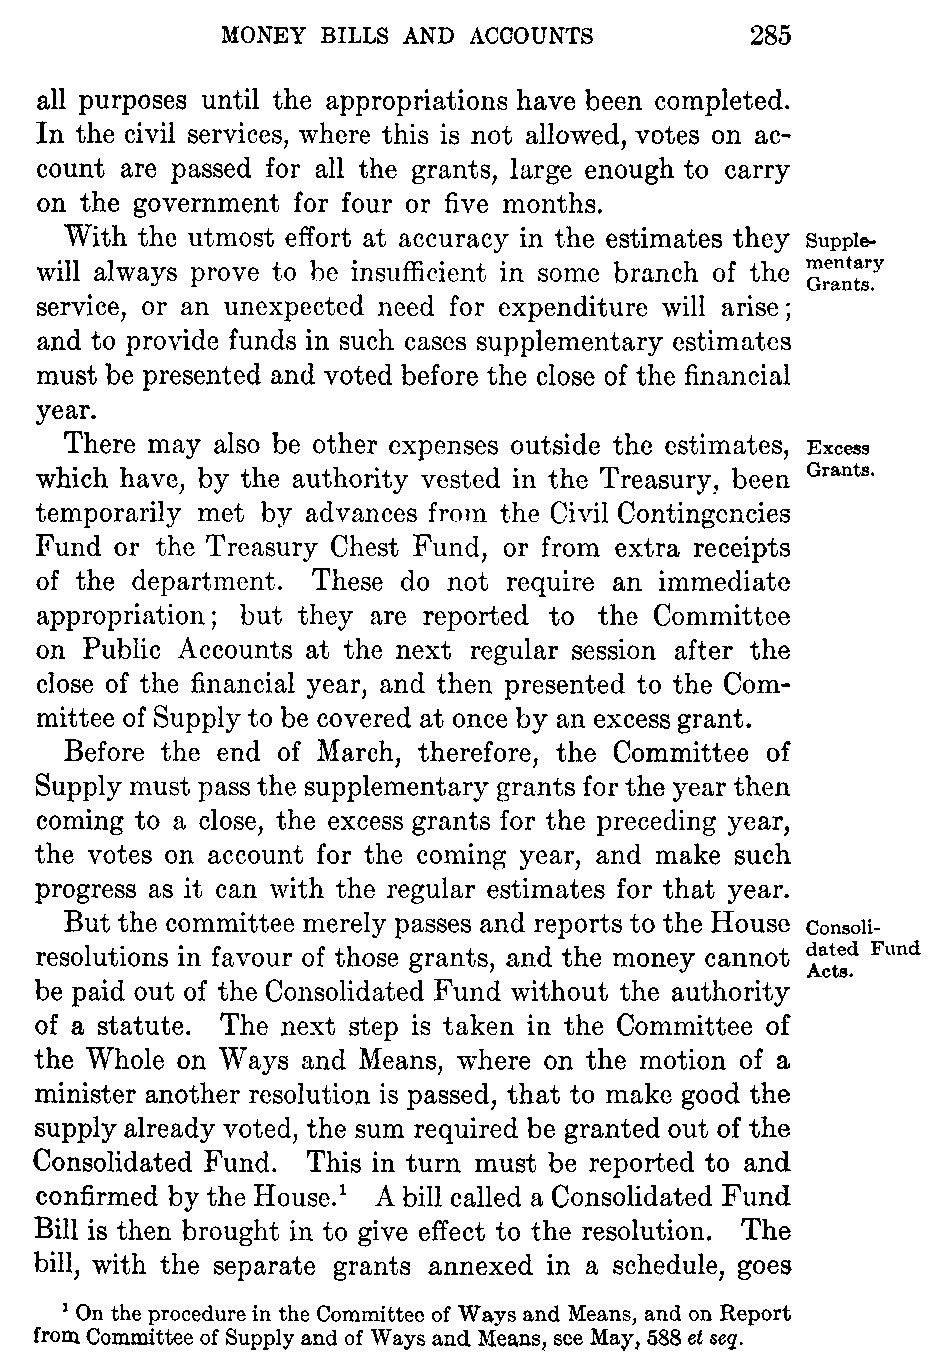 MONEY BILLS AND ACCOUNTS 285
all purposes until the appropriations have been completed.
In the civil services, where this is not allowed, votes on ac-
count are passed for all the grants, large enough to carry
on the government for four or five months.
With the utmost effort at accuracy in the estimates they
Supple-
mentary
Grants.
will always prove to be insufficient in some branch of the
service, or an unexpected need for expenditure will arise;
and to provide funds in such cases supplementary estimates
must be presented and voted before the close of the financial
year.
There may also be other expenses outside the estimates,
Excess
Grants.
which have, by the authority vested in the Treasury, been
temporarily met by advances from the Civil Contingencies
Fund or the Treasury Chest Fund, or from extra receipts
of the department. These do not require an immediate
appropriation; but they are reported to the Committee
on Public Accounts at the next regular session after the
close of the financial year, and then presented to the Com-
mittee of Supply to be covered at once by an excess grant.
Before the end of March, therefore, the Committee of
Supply must pass the supplementary grants for the year then
coming to a close, the excess grants for the preceding year,
the votes on account for the coming year, and make such
progress as it can with the regular estimates for that year.
But the committee merely passes and reports to the House
Consoli-
dated Fund
Acts.
resolutions in favour of those grants, and the money cannot
be paid out of the Consolidated Fund without the authority
of a statute. The next step is taken in the Committee of
the Whole on Ways and Means, where on the motion of a
minister another resolution is passed, that to make good the
supply already voted, the sum required be granted out of the
Consolidated Fund. This in turn must be reported to and
confirmed by the House.¹ A bill called a Consolidated Fund
Bill is then brought in to give effect to the resolution. The
bill, with the separate grants annexed in a schedule, goes
¹ On the procedure in the Committee of Ways and Means, and on Report
from Committee of Supply and of Ways and Means, see May, 588 et seq.